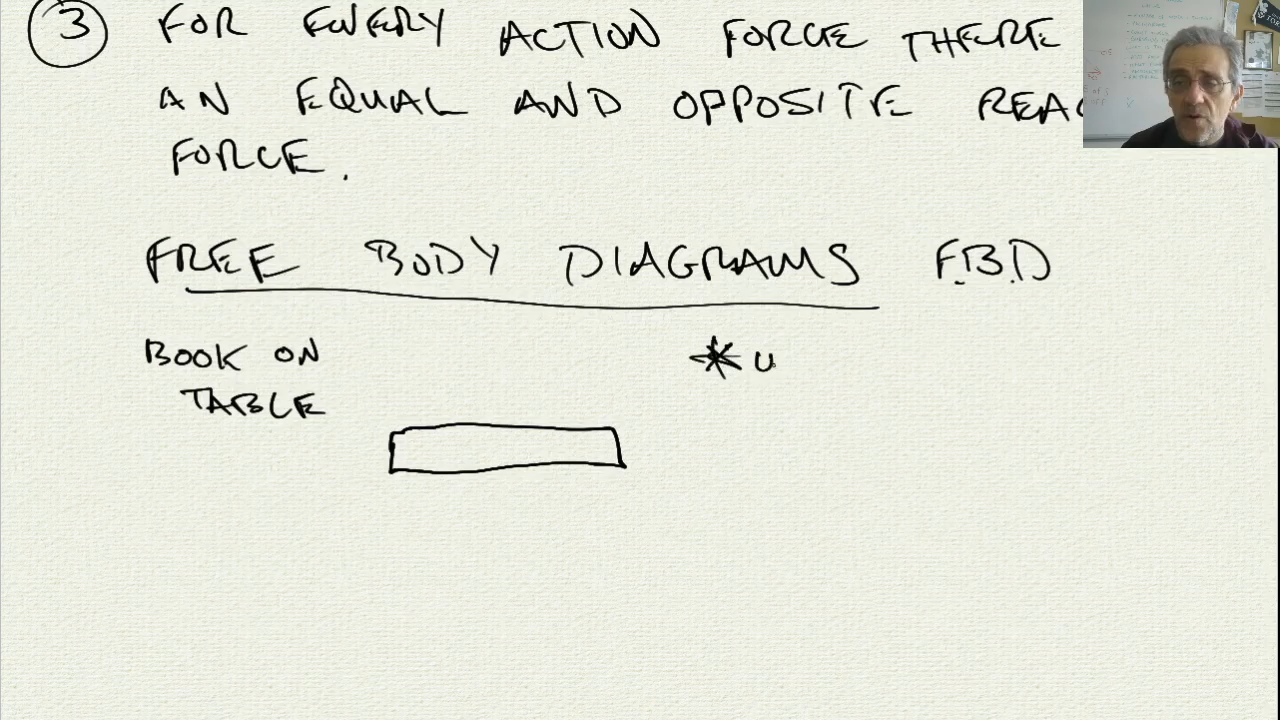 3 FOR EVERY ACTION FORCE THERE
AN EQUAL AND OPPOSITE REAC
FORCE.
FREE BODY DIAGRAMS F.B.D
BOOK ON
TABLE
* U